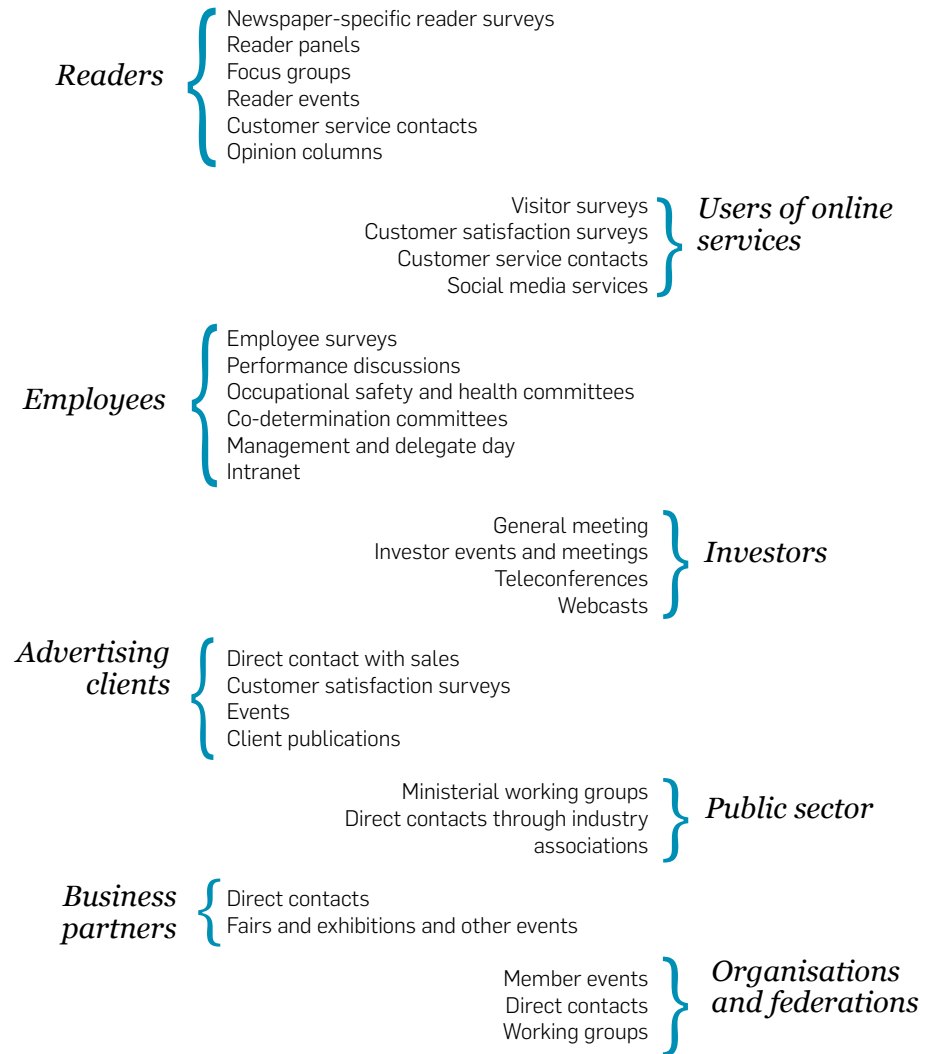 Readers
Newspaper-specific reader surveys
Reader panels
Focus groups
Reader events
Customer service contacts
Opinion columns
Visitor surveys
Customer satisfaction surveys
Customer service contacts
Social media services
Users of online
services
Employees
Employee surveys
Performance discussions
Occupational safety and health committees
Co-determination committees
Management and delegate day
Intranet
General meeting
Investor events and meetings
Teleconferences
Webcasts
Investors
Advertising
clients
Direct contact with sales
Customer satisfaction surveys
Events
Client publications
Ministerial working groups
Direct contacts through industry
associations
Public sector
Business
partners
Direct contacts
Fairs and exhibitions and other events
Member events
Direct contacts
Working groups
Organisations
and federations